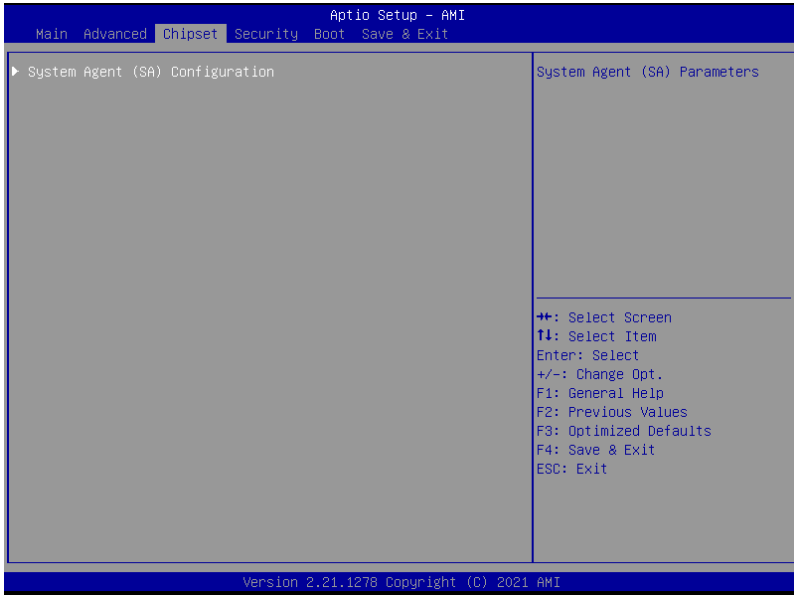 Aptio Setup – AMI
Main Advanced Chipset Security Boot Save & Exit
▶ System Agent (SA) Configuration
System Agent (SA) Parameters
→←: Select Screen
↑↓: Select Item
Enter: Select
+/-: Change Opt.
F1: General Help
F2: Previous Values
F3: Optimized Defaults
F4: Save & Exit
ESC: Exit
Version 2.21.1278 Copyright (C) 2021 AMI